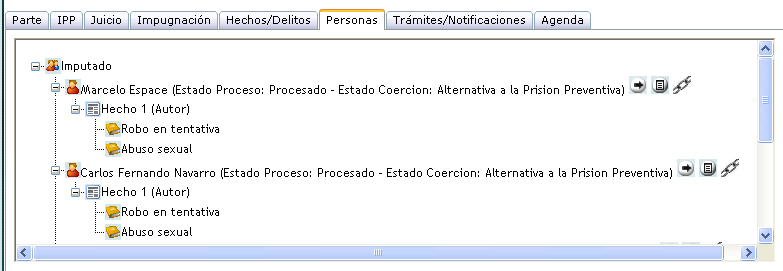 Parte IPP Juicio Impugnación Hechos/Delitos Personas Trámites/Notificaciones Agenda
Imputado
Marcelo Espace (Estado Proceso: Procesado - Estado Coercion: Alternativa a la Prision Preventiva)
Hecho 1 (Autor)
Robo en tentativa
Abuso sexual
Carlos Fernando Navarro (Estado Proceso: Procesado - Estado Coercion: Alternativa a la Prision Preventiva)
Hecho 1 (Autor)
Robo en tentativa
Abuso sexual